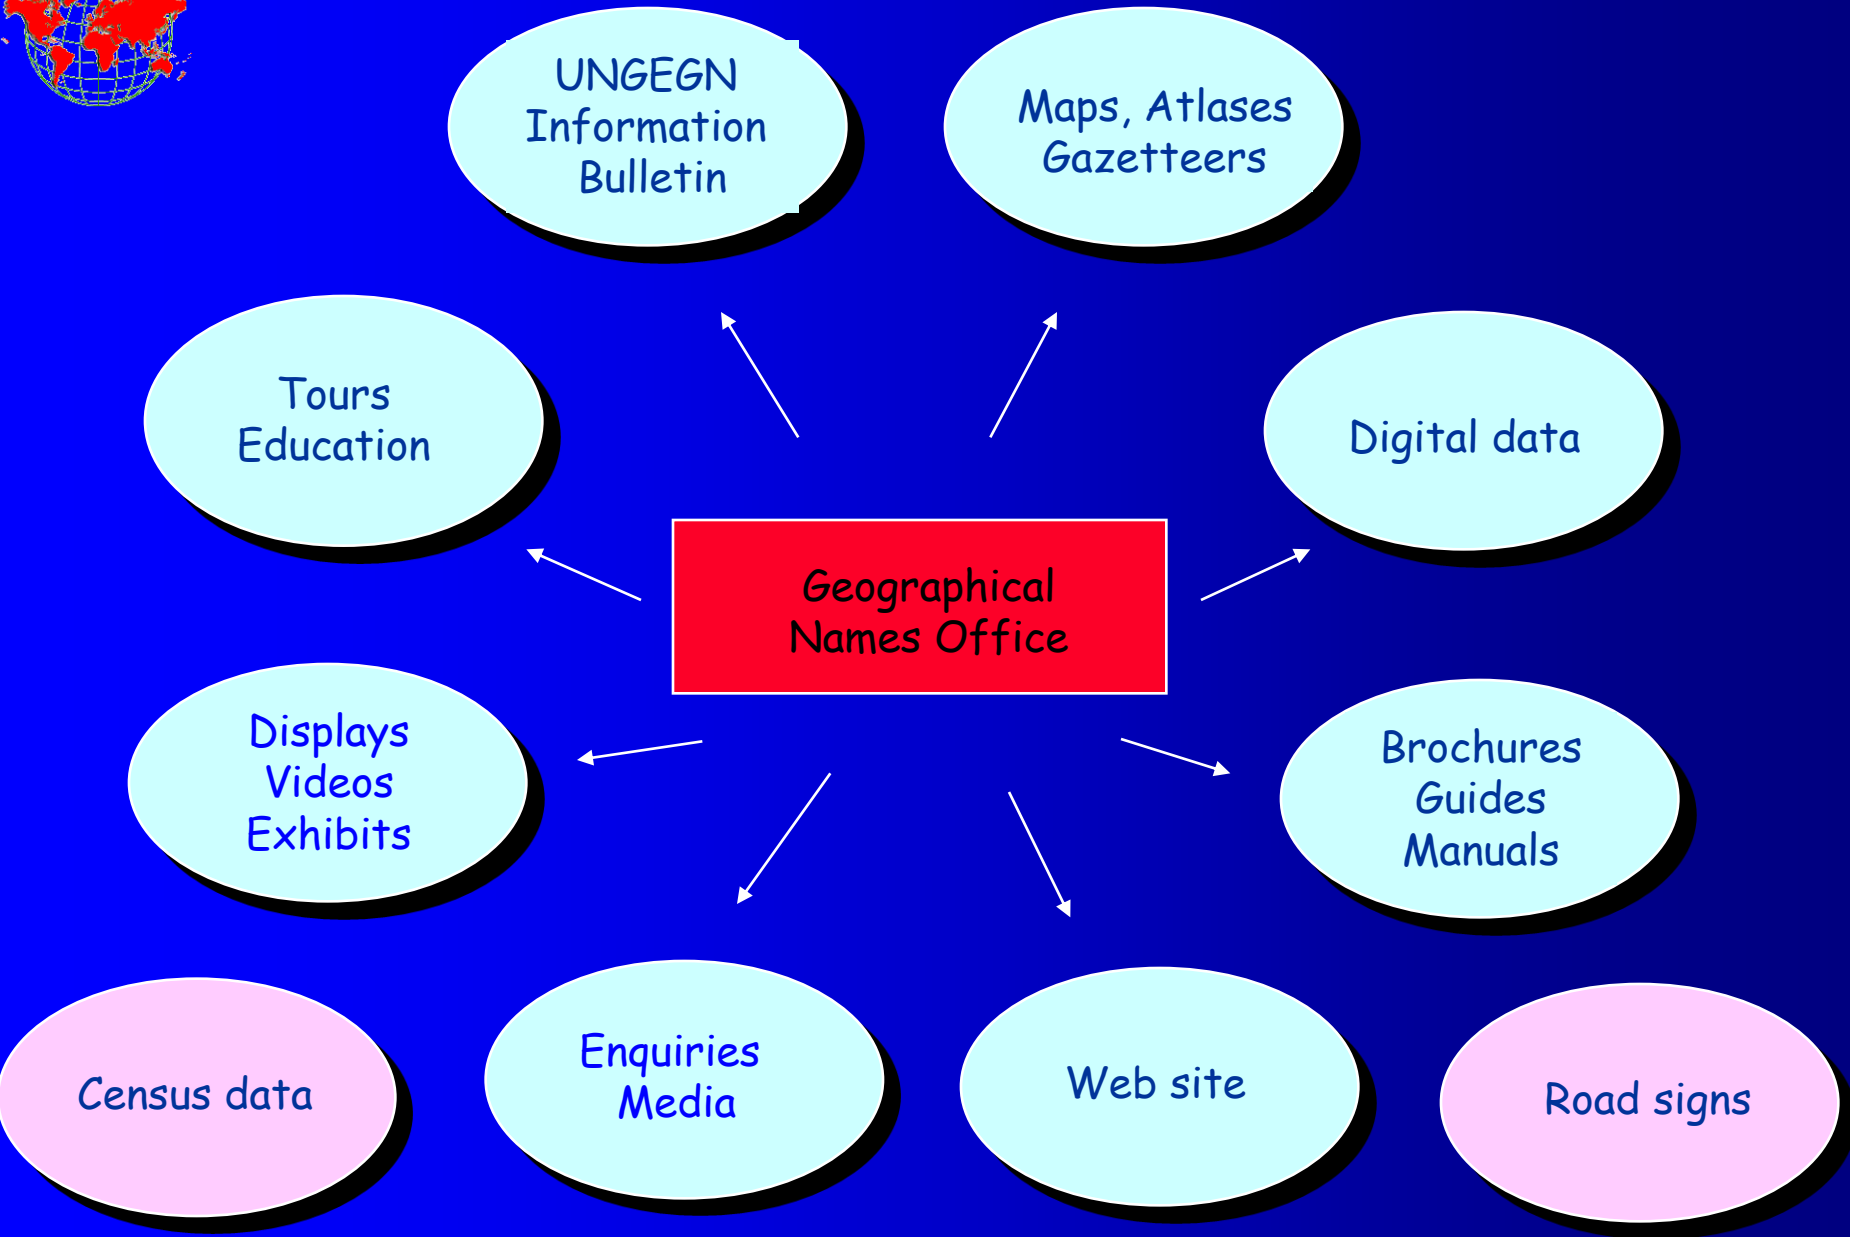 UNGEGN
Information
Bulletin
Maps, Atlases
Gazetteers
Tours
Education
Digital data
Geographical
Names Office
Displays
Videos
Exhibits
Brochures
Guides
Manuals
Census data
Enquiries
Media
Web site
Road signs